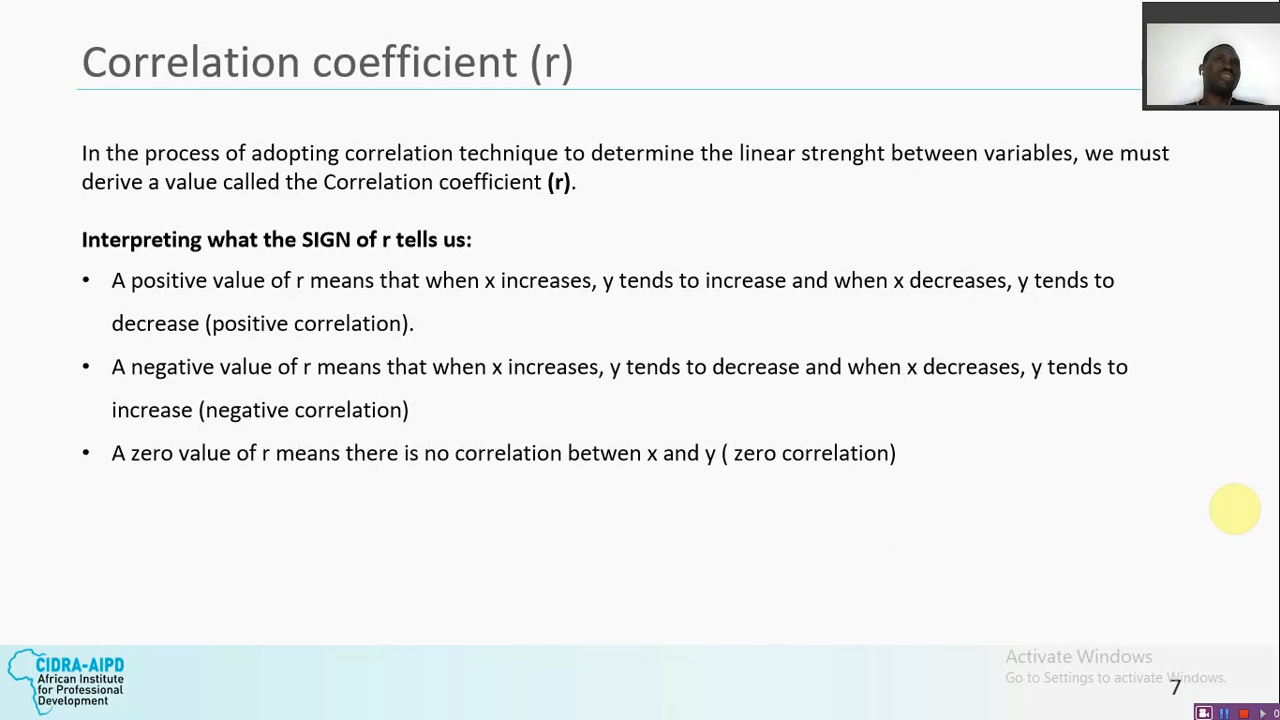 Correlation coefficient (r)
In the process of adopting correlation technique to determine the linear strenght between variables, we must
derive a value called the Correlation coefficient (r).
Interpreting what the SIGN of r tells us:
• A positive value of r means that when x increases, y tends to increase and when x decreases, y tends to
decrease (positive correlation).
• A negative value of r means that when x increases, y tends to decrease and when x decreases, y tends to
increase (negative correlation)
• A zero value of r means there is no correlation betwen x and y ( zero correlation)
CIDRA-AIPD
African Institute
for Professional
Development
Activate Windows
Go to Settings to activate Windows.
7
0